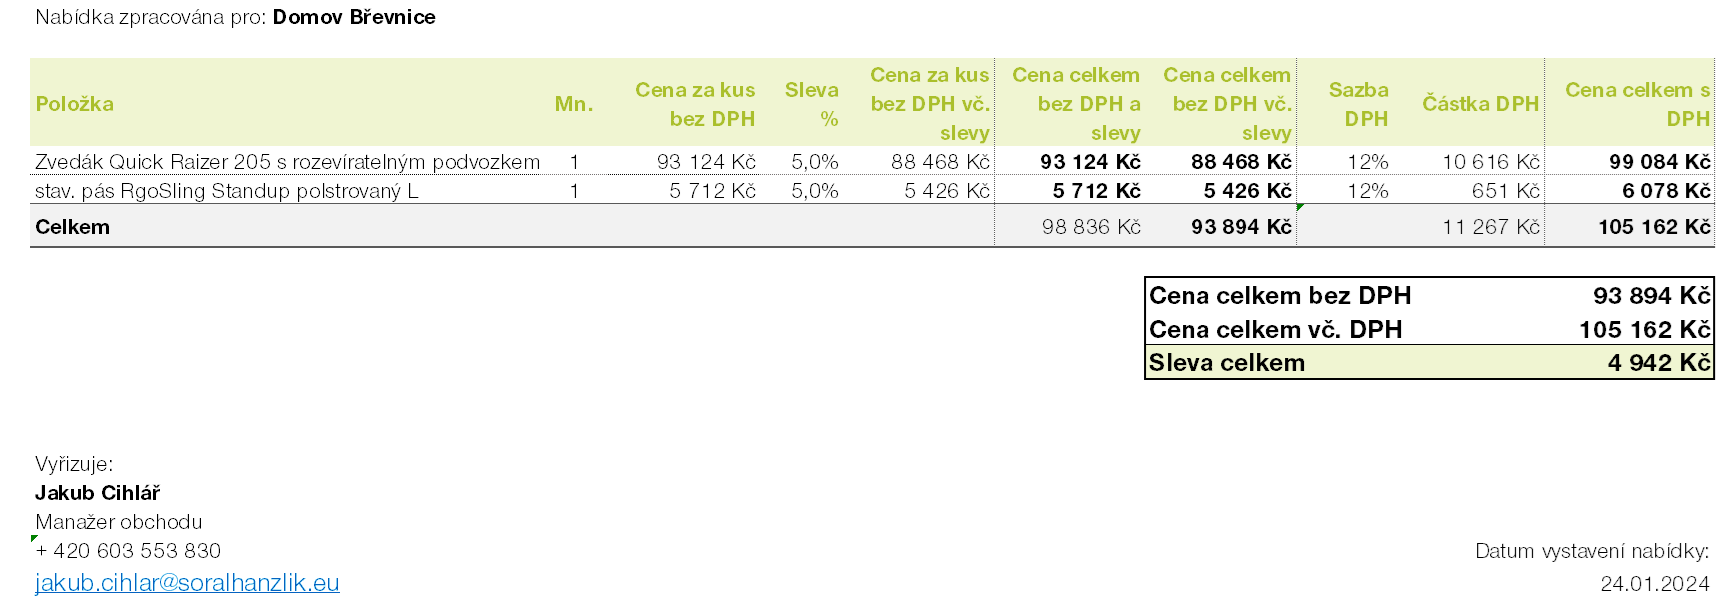 Nabídka zpracována pro: Domov Břevnice
Položka Mn. Cena za kus bez DPH Sleva % Cena za kus bez DPH vč. slevy Cena celkem bez DPH a slevy Cena celkem bez DPH vč. slevy Sazba DPH Částka DPH Cena celkem s DPH
Zvedák Quick Raizer 205 s rozevíratelným podvozkem 1 93 124 Kč 5,0% 88 468 Kč 93 124 Kč 88 468 Kč 12% 10 616 Kč 99 084 Kč
stav. pás RgoSling Standup polstrovaný L 1 5 712 Kč 5,0% 5 426 Kč 5 712 Kč 5 426 Kč 12% 651 Kč 6 078 Kč
Celkem 98 836 Kč 93 894 Kč 11 267 Kč 105 162 Kč
Cena celkem bez DPH 93 894 Kč
Cena celkem vč. DPH 105 162 Kč
Sleva celkem 4 942 Kč
Vyřizuje:
Jakub Cihlář
Manažer obchodu
+ 420 603 553 830
jakub.cihlar@soralhanzlik.eu
Datum vystavení nabídky:
24.01.2024